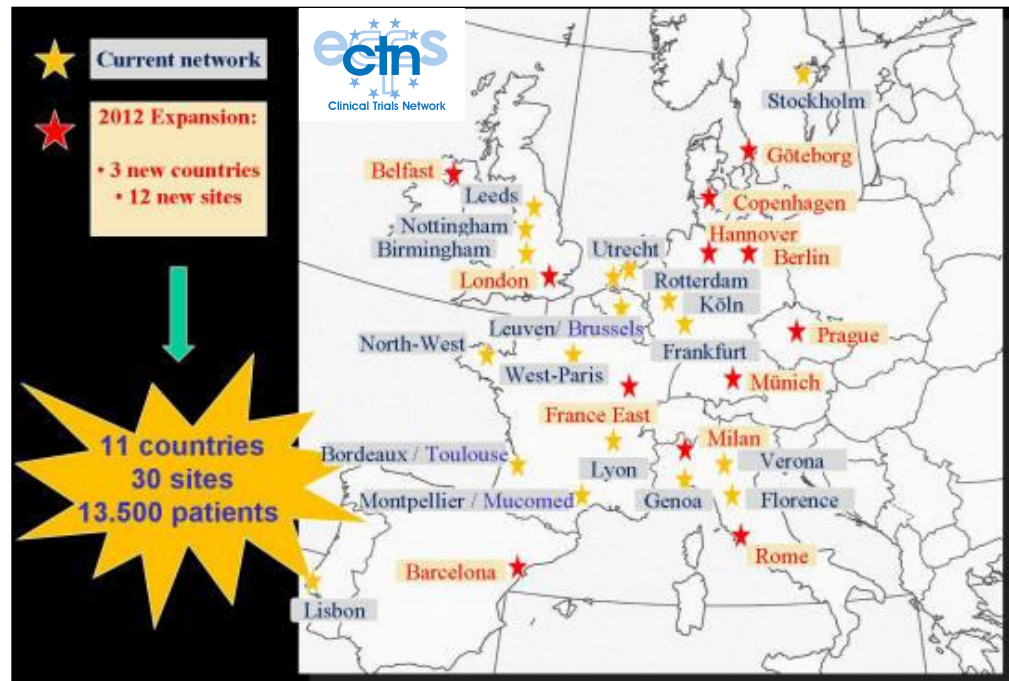 Current network
2012 Expansion:
• 3 new countries
• 12 new sites
11 countries
30 sites
13.500 patients
ecfs
ctn
Clinical Trials Network
Stockholm
Göteborg
Belfast
Copenhagen
Leeds
Nottingham
Hannover
Birmingham
Utrecht
Berlin
London
Rotterdam
Köln
Leuven/ Brussels
Prague
North-West
Frankfurt
West-Paris
Münich
France East
Milan
Bordeaux / Toulouse
Lyon
Verona
Montpellier / Mucomed
Genoa
Florence
Rome
Barcelona
Lisbon